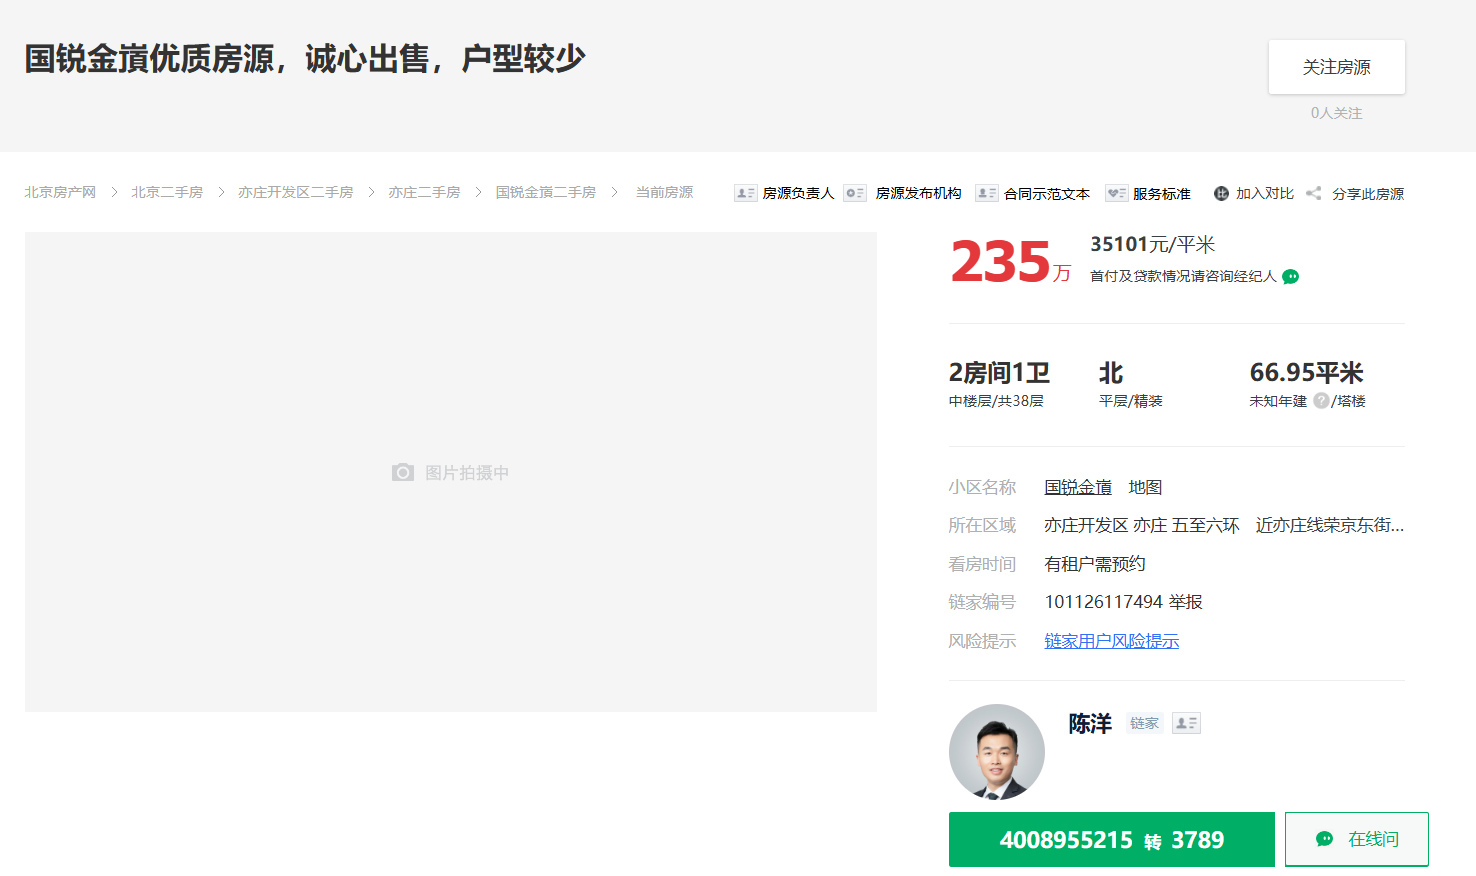 国锐金嵿优质房源，诚心出售，户型较少
关注房源
0人关注
北京房产网 > 北京二手房 > 亦庄开发区二手房 > 亦庄二手房 > 国锐金嵿二手房 > 当前房源
房源负责人 房源发布机构 合同示范文本 服务标准 加入对比 分享此房源
图片拍摄中
235万
35101元/平米
首付及贷款情况请咨询经纪人
2房间1卫
中楼层/共38层
北
平层/精装
66.95平米
未知年建 ?/塔楼
小区名称 国锐金嵿 地图
所在区域 亦庄开发区 亦庄 五至六环 近亦庄线荣京东街...
看房时间 有租户需预约
链家编号 101126117494 举报
风险提示 链家用户风险提示
陈洋 链家
4008955215 转 3789
在线问